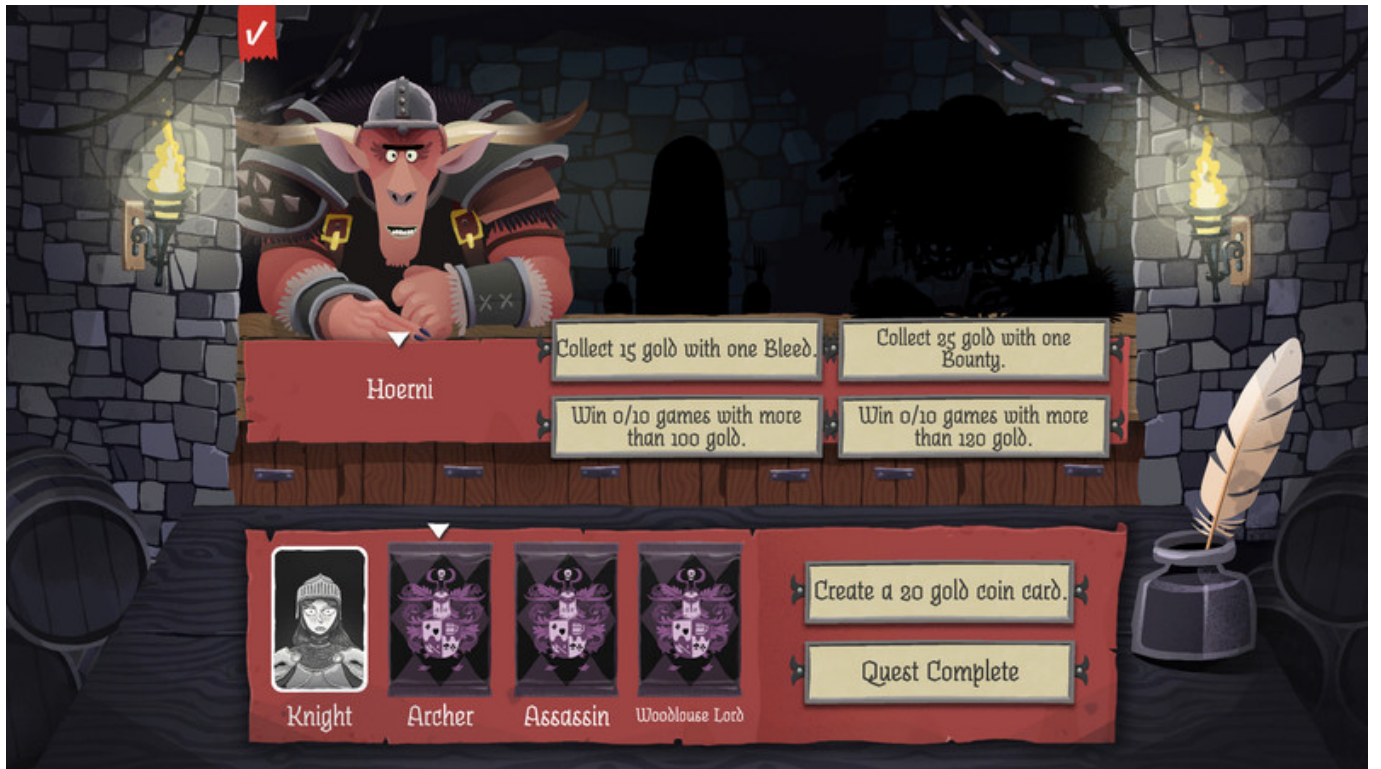 Hoerni
Collect 15 gold with one Bleed.
Collect 25 gold with one
Bounty.
Win 0/10 games with more
than 100 gold.
Win 0/10 games with more
than 120 gold.
Knight
Archer
Assassin
Woodlouse Lord
Create a 20 gold coin card.
Quest Complete